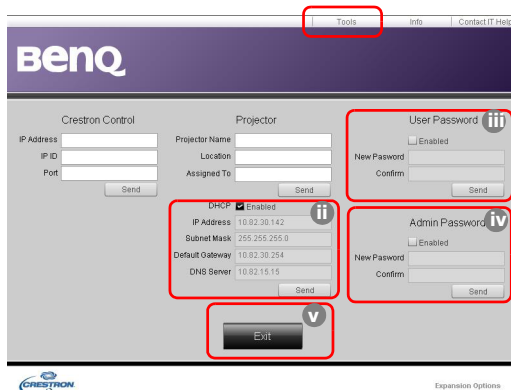 Tools Info Contact IT Help
BenQ
Crestron Control
IP Address
IP ID
Port
Send
Projector
Projector Name
Location
Assigned To
Send
DHCP Enabled
ii
IP Address 10.82.30.142
Subnet Mask 255.255.255.0
Default Gateway 10.82.30.254
DNS Server 10.82.15.15
Send
User Password
iii
Enabled
New Pasword
Confirm
Send
Admin Password
iv
Enabled
New Pasword
Confirm
Send
v
Exit
CRESTRON
Expansion Options